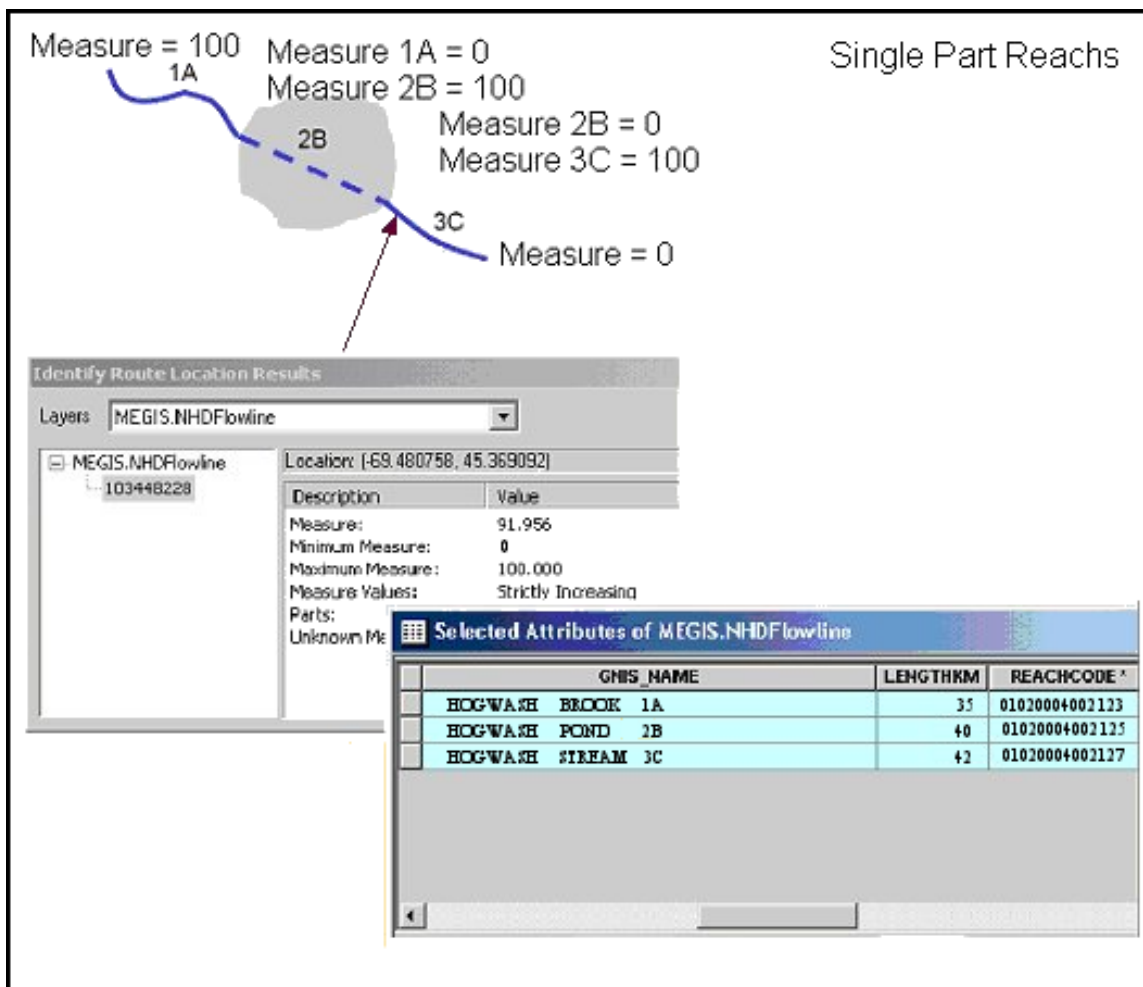 Measure = 100
Measure 1A = 0
Measure 2B = 100
Single Part Reachs
1A
2B
Measure 2B = 0
Measure 3C = 100
3C
Measure = 0
Identify Route Location Results
Layers MEGIS.NHDFlowline
MEGIS.NHDFlowline
103448228
Location: (-69.480758, 45.369092)
Description Value
Measure: 91.956
Minimum Measure: 0
Maximum Measure: 100.000
Measure Values: Strictly Increasing
Parts:
Unknown Me
Selected Attributes of MEGIS.NHDFlowline
GNIS_NAME LENGTHKM REACHCODE *
HOGWASH BROOK 1A 35 01020004002123
HOGWASH POND 2B 40 01020004002125
HOGWASH STREAM 3C 42 01020004002127